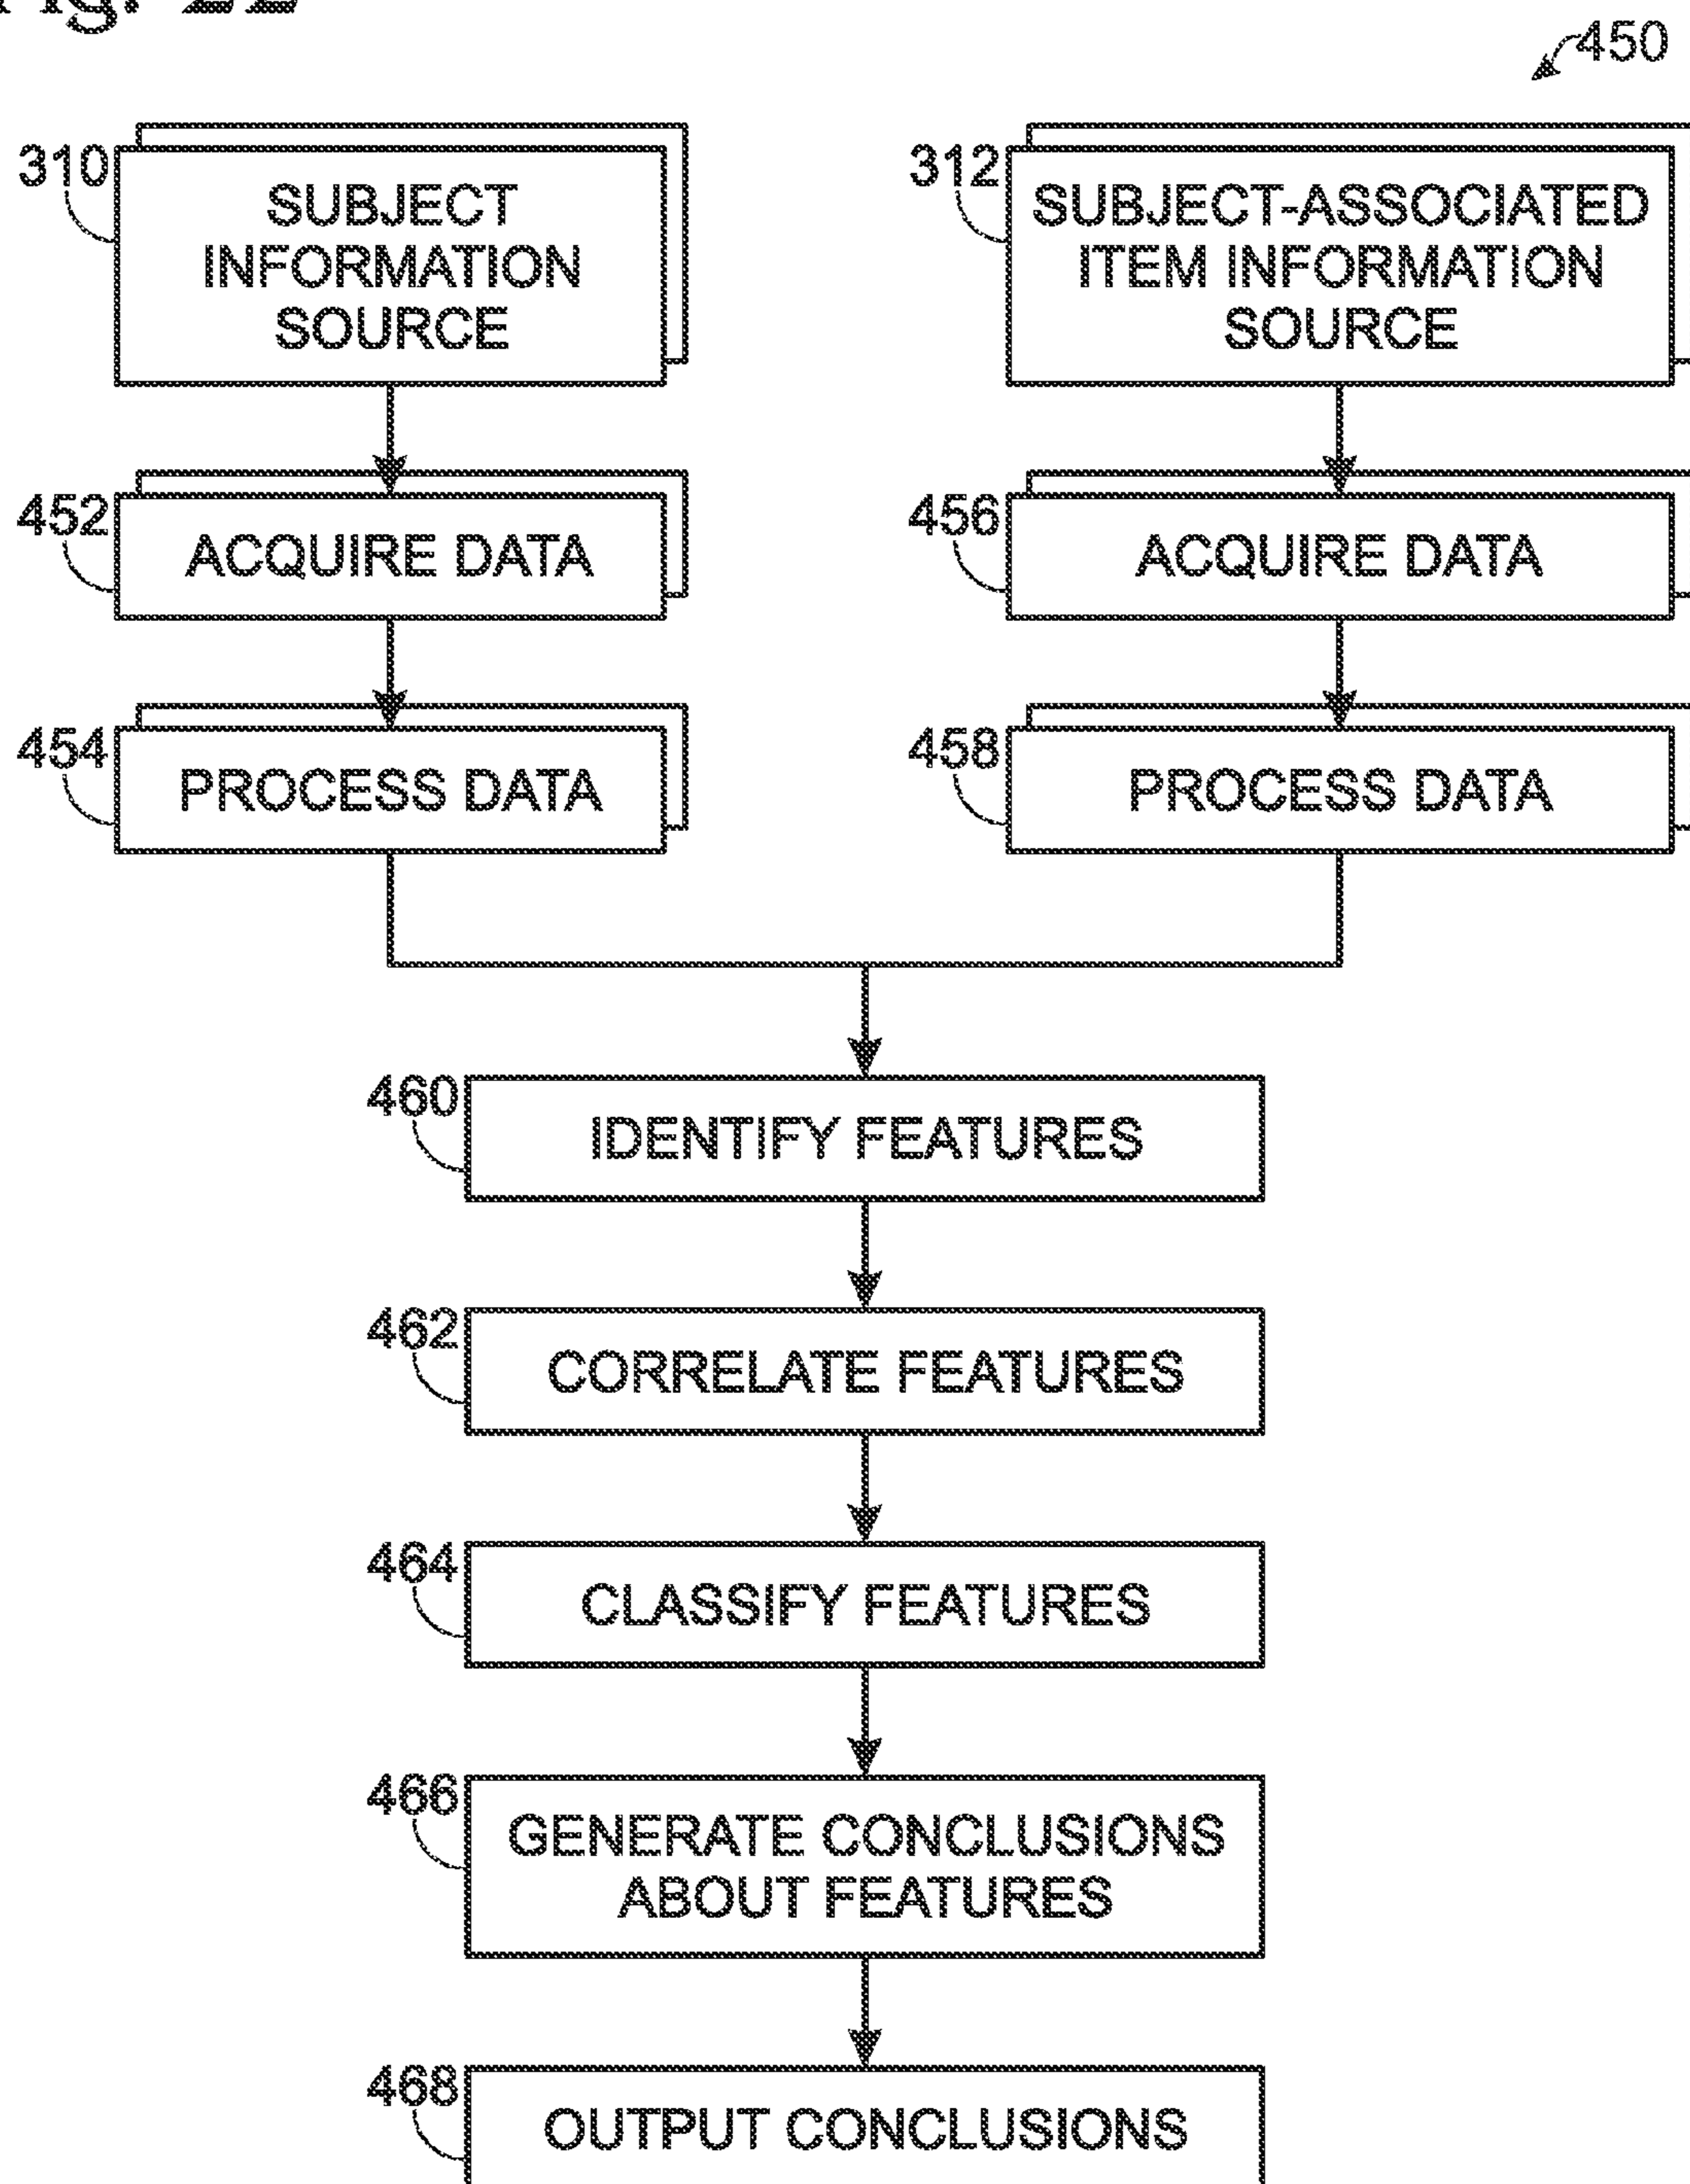 450
310
SUBJECT
INFORMATION
SOURCE
312
SUBJECT-ASSOCIATED
ITEM INFORMATION
SOURCE
452
ACQUIRE DATA
456
ACQUIRE DATA
454
PROCESS DATA
458
PROCESS DATA
460
IDENTIFY FEATURES
462
CORRELATE FEATURES
464
CLASSIFY FEATURES
466
GENERATE CONCLUSIONS
ABOUT FEATURES
468
OUTPUT CONCLUSIONS